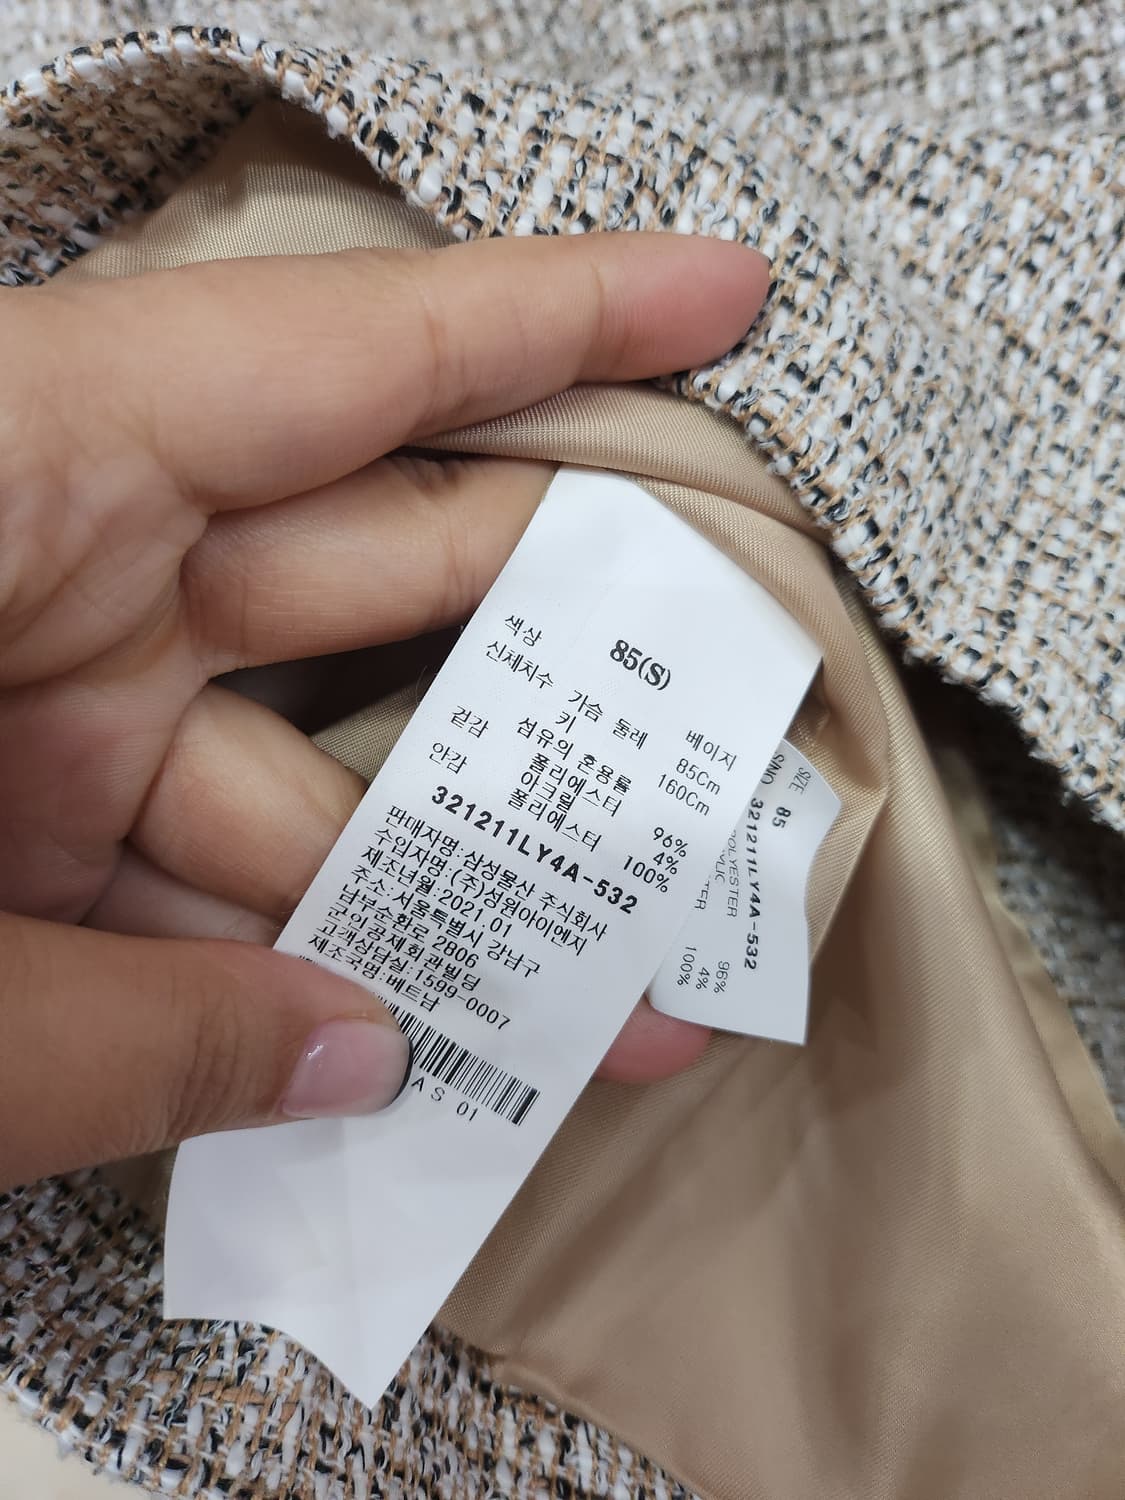 85(S)
색상 베이지
신체치수 가슴 둘레 85Cm
키 160Cm
섬유의 혼용률
겉감 폴리에스터 96%
아크릴 4%
안감 폴리에스터 100%
321211LY4A-532
판매자명:삼성물산 주식회사
수입자명:(주)성원아이엔지
제조년월:2021.01
주소:서울특별시 강남구
남부순환로 2806
군인공제회관빌딩
고객상담실:1599-0007
제조국명:베트남
A S 01
SIZE 85
S/NO 321211LY4A-532
POLYESTER 96%
4%
100%